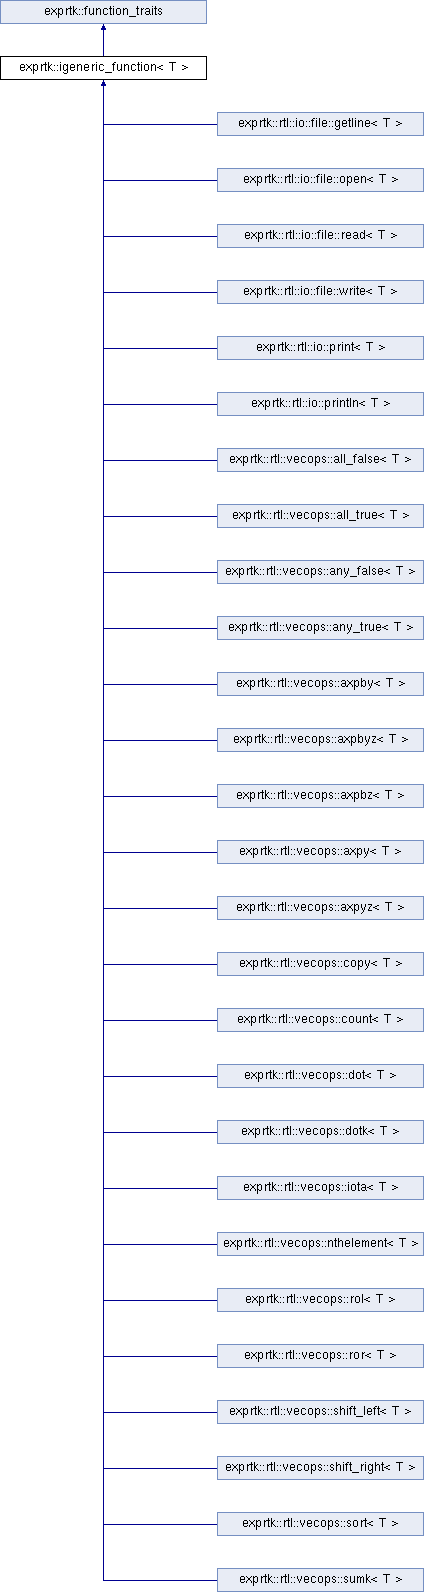 exprtk::function_traits
exprtk::igeneric_function< T >
exprtk::rtl::io::file::getline< T >
exprtk::rtl::io::file::open< T >
exprtk::rtl::io::file::read< T >
exprtk::rtl::io::file::write< T >
exprtk::rtl::io::print< T >
exprtk::rtl::io::println< T >
exprtk::rtl::vecops::all_false< T >
exprtk::rtl::vecops::all_true< T >
exprtk::rtl::vecops::any_false< T >
exprtk::rtl::vecops::any_true< T >
exprtk::rtl::vecops::axpby< T >
exprtk::rtl::vecops::axpbyz< T >
exprtk::rtl::vecops::axpbz< T >
exprtk::rtl::vecops::axpy< T >
exprtk::rtl::vecops::axpyz< T >
exprtk::rtl::vecops::copy< T >
exprtk::rtl::vecops::count< T >
exprtk::rtl::vecops::dot< T >
exprtk::rtl::vecops::dotk< T >
exprtk::rtl::vecops::iota< T >
exprtk::rtl::vecops::nthelement< T >
exprtk::rtl::vecops::rol< T >
exprtk::rtl::vecops::ror< T >
exprtk::rtl::vecops::shift_left< T >
exprtk::rtl::vecops::shift_right< T >
exprtk::rtl::vecops::sort< T >
exprtk::rtl::vecops::sumk< T >